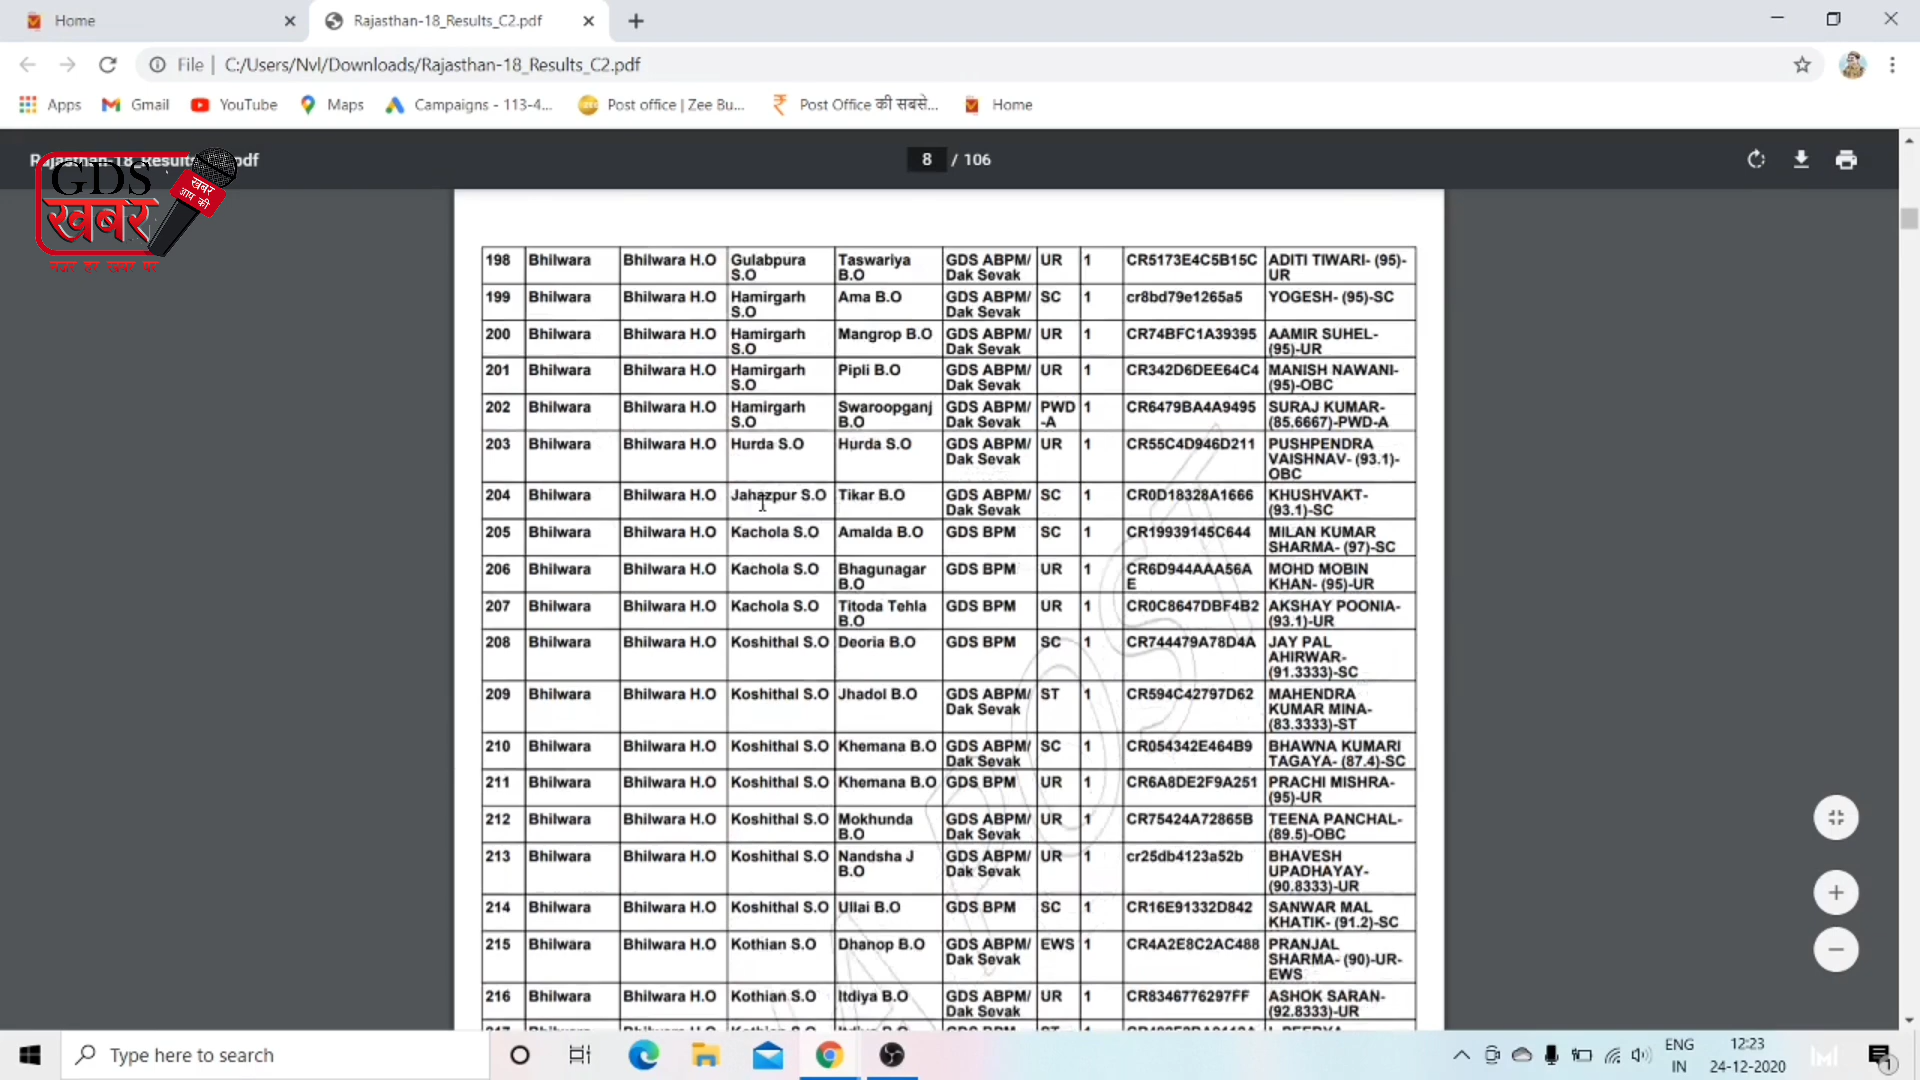 Home
Rajasthan-18_Results_C2.pdf
File | C:/Users/Nvl/Downloads/Rajasthan-18_Results_C2.pdf
Apps Gmail YouTube Maps Campaigns - 113-4... Post office | Zee Bu... Post Office की सबसे... Home
8 / 106
GDS
खबर
खबर
आप की
नजर हर खबर पर
198 Bhilwara Bhilwara H.O Gulabpura S.O Taswariya B.O GDS ABPM/ Dak Sevak UR 1 CR5173E4C5B15C ADITI TIWARI- (95)-UR
199 Bhilwara Bhilwara H.O Hamirgarh S.O Ama B.O GDS ABPM/ Dak Sevak SC 1 cr8bd79e1265a5 YOGESH- (95)-SC
200 Bhilwara Bhilwara H.O Hamirgarh S.O Mangrop B.O GDS ABPM/ Dak Sevak UR 1 CR74BFC1A39395 AAMIR SUHEL- (95)-UR
201 Bhilwara Bhilwara H.O Hamirgarh S.O Pipli B.O GDS ABPM/ Dak Sevak UR 1 CR342D6DEE64C4 MANISH NAWANI- (95)-OBC
202 Bhilwara Bhilwara H.O Hamirgarh S.O Swaroopganj B.O GDS ABPM/ Dak Sevak PWD-A 1 CR6479BA4A9495 SURAJ KUMAR- (85.6667)-PWD-A
203 Bhilwara Bhilwara H.O Hurda S.O Hurda S.O GDS ABPM/ Dak Sevak UR 1 CR55C4D946D211 PUSHPENDRA VAISHNAV- (93.1)-OBC
204 Bhilwara Bhilwara H.O Jahazpur S.O Tikar B.O GDS ABPM/ Dak Sevak SC 1 CR0D18328A1666 KHUSHVAKT- (93.1)-SC
205 Bhilwara Bhilwara H.O Kachola S.O Amalda B.O GDS BPM SC 1 CR19939145C644 MILAN KUMAR SHARMA- (97)-SC
206 Bhilwara Bhilwara H.O Kachola S.O Bhagunagar B.O GDS BPM UR 1 CR6D944AAA56AE MOHD MOBIN KHAN- (95)-UR
207 Bhilwara Bhilwara H.O Kachola S.O Titoda Tehla B.O GDS BPM UR 1 CR0C8647DBF4B2 AKSHAY POONIA- (93.1)-UR
208 Bhilwara Bhilwara H.O Koshithal S.O Deoria B.O GDS BPM SC 1 CR744479A78D4A JAY PAL AHIRWAR- (91.3333)-SC
209 Bhilwara Bhilwara H.O Koshithal S.O Jhadol B.O GDS ABPM/ Dak Sevak ST 1 CR594C42797D62 MAHENDRA KUMAR MINA- (83.3333)-ST
210 Bhilwara Bhilwara H.O Koshithal S.O Khemana B.O GDS ABPM/ Dak Sevak SC 1 CR054342E464B9 BHAWNA KUMARI TAGAYA- (87.4)-SC
211 Bhilwara Bhilwara H.O Koshithal S.O Khemana B.O GDS BPM UR 1 CR6A8DE2F9A251 PRACHI MISHRA- (95)-UR
212 Bhilwara Bhilwara H.O Koshithal S.O Mokhunda B.O GDS ABPM/ Dak Sevak UR 1 CR75424A72865B TEENA PANCHAL- (89.5)-OBC
213 Bhilwara Bhilwara H.O Koshithal S.O Nandsha J B.O GDS ABPM/ Dak Sevak UR 1 cr25db4123a52b BHAVESH UPADHAYAY- (90.8333)-UR
214 Bhilwara Bhilwara H.O Koshithal S.O Ullai B.O GDS BPM SC 1 CR16E91332D842 SANWAR MAL KHATIK- (91.2)-SC
215 Bhilwara Bhilwara H.O Kothian S.O Dhanop B.O GDS ABPM/ Dak Sevak EWS 1 CR4A2E8C2AC488 PRANJAL SHARMA- (90)-UR-EWS
216 Bhilwara Bhilwara H.O Kothian S.O Itdiya B.O GDS ABPM/ Dak Sevak UR 1 CR8346776297FF ASHOK SARAN- (92.8333)-UR
Type here to search
ENG
IN
12:23
24-12-2020
1